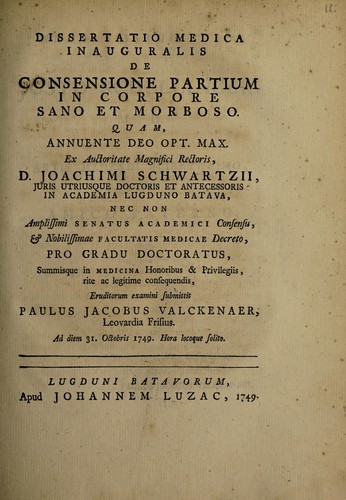 12.
DISSERTATIO MEDICA
INAUGURALIS
DE
CONSENSIONE PARTIUM
IN CORPORE
SANO ET MORBOSO.
QUAM,
ANNUENTE DEO OPT. MAX.
Ex Auctoritate Magnifici Rectoris,
D. JOACHIMI SCHWARTZII,
JURIS UTRIUSQUE DOCTORIS ET ANTECESSORIS
IN ACADEMIA LUGDUNO BATAVA,
NEC NON
Ampliſſimi SENATUS ACADEMICI Conſenſu,
& Nobiliſſimae FACULTATIS MEDICAE Decreto,
PRO GRADU DOCTORATUS,
Summisque in MEDICINA Honoribus & Privilegiis,
rite ac legitime conſequendis,
Eruditorum examini ſubmittit
PAULUS JACOBUS VALCKENAER,
Leovardia Friſius.
Ad diem 31. Octobris 1749. Hora locoque ſolito.
LUGDUNI BATAVORUM,
Apud JOHANNEM LUZAC, 1749.